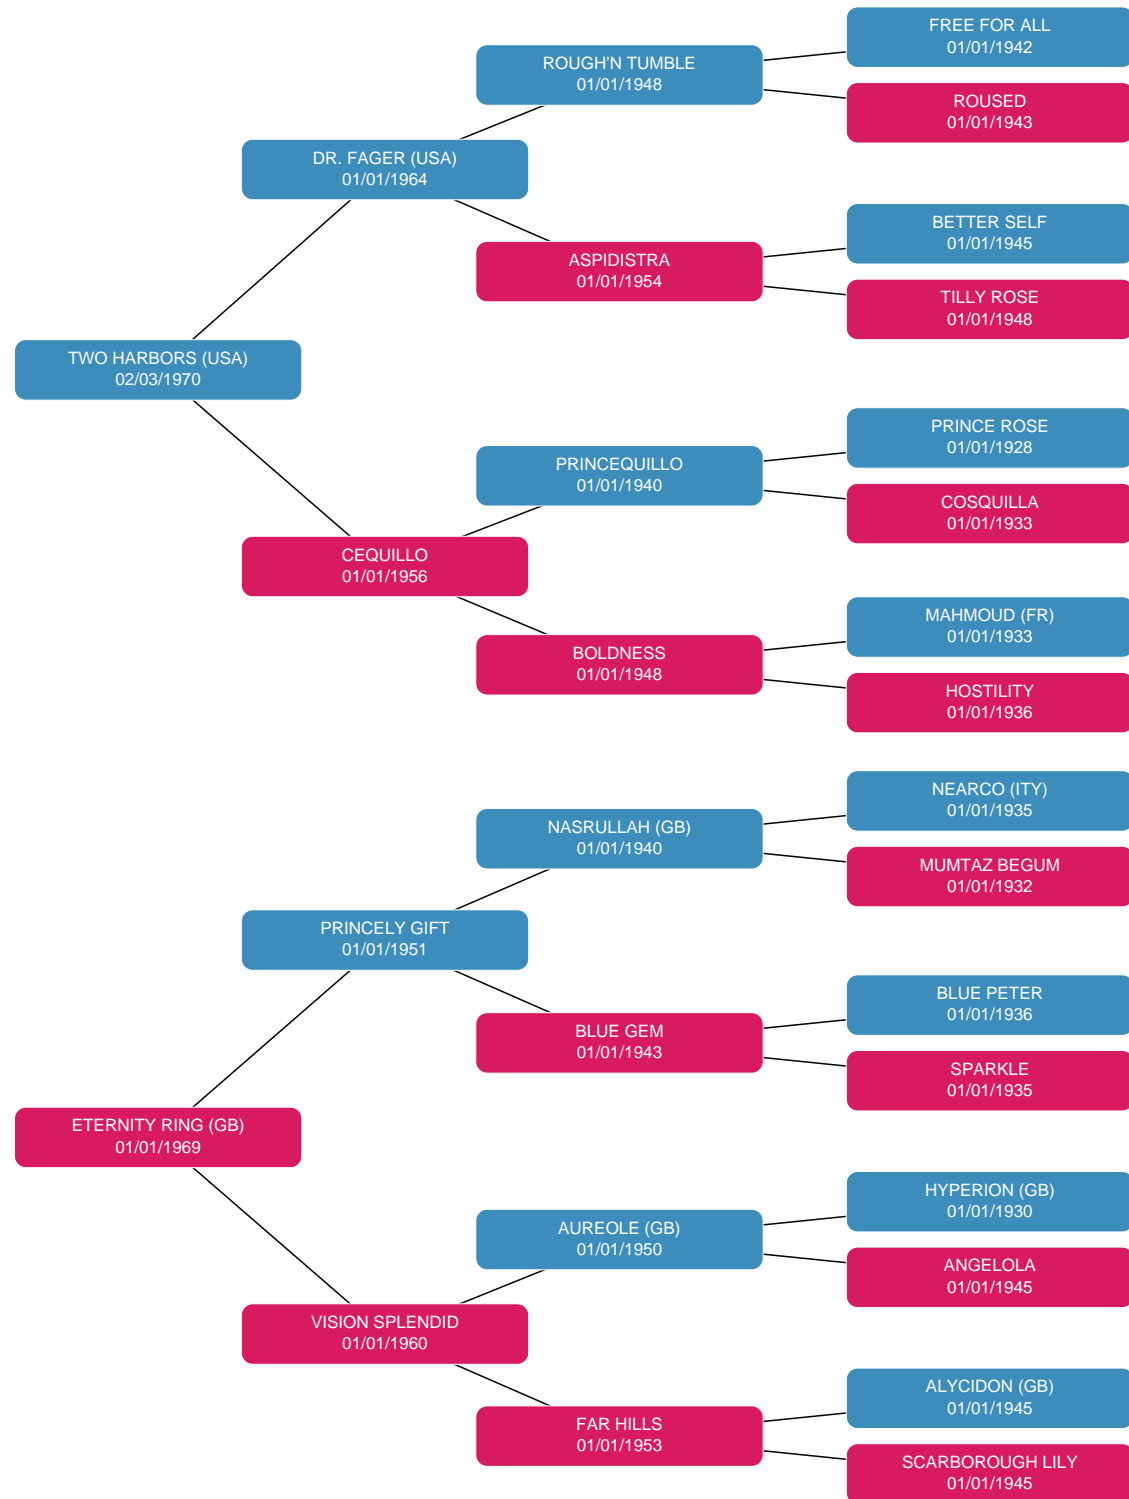 FREE FOR ALL
01/01/1942
ROUGH'N TUMBLE
01/01/1948
ROUSED
01/01/1943
DR. FAGER (USA)
01/01/1964
BETTER SELF
01/01/1945
ASPIDISTRA
01/01/1954
TILLY ROSE
01/01/1948
TWO HARBORS (USA)
02/03/1970
PRINCE ROSE
01/01/1928
PRINCEQUILLO
01/01/1940
COSQUILLA
01/01/1933
CEQUILLO
01/01/1956
MAHMOUD (FR)
01/01/1933
BOLDNESS
01/01/1948
HOSTILITY
01/01/1936
NEARCO (ITY)
01/01/1935
NASRULLAH (GB)
01/01/1940
MUMTAZ BEGUM
01/01/1932
PRINCELY GIFT
01/01/1951
BLUE PETER
01/01/1936
BLUE GEM
01/01/1943
SPARKLE
01/01/1935
ETERNITY RING (GB)
01/01/1969
HYPERION (GB)
01/01/1930
AUREOLE (GB)
01/01/1950
ANGELOLA
01/01/1945
VISION SPLENDID
01/01/1960
ALYCIDON (GB)
01/01/1945
FAR HILLS
01/01/1953
SCARBOROUGH LILY
01/01/1945